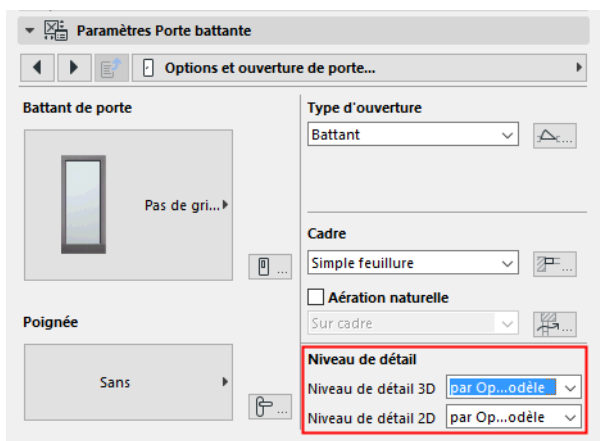 Paramètres Porte battante
Options et ouverture de porte...
Battant de porte
Pas de gri...
...
Poignée
Sans
...
Type d'ouverture
Battant
...
Cadre
Simple feuillure
...
Aération naturelle
Sur cadre
...
Niveau de détail
Niveau de détail 3D par Op...odèle
Niveau de détail 2D par Op...odèle